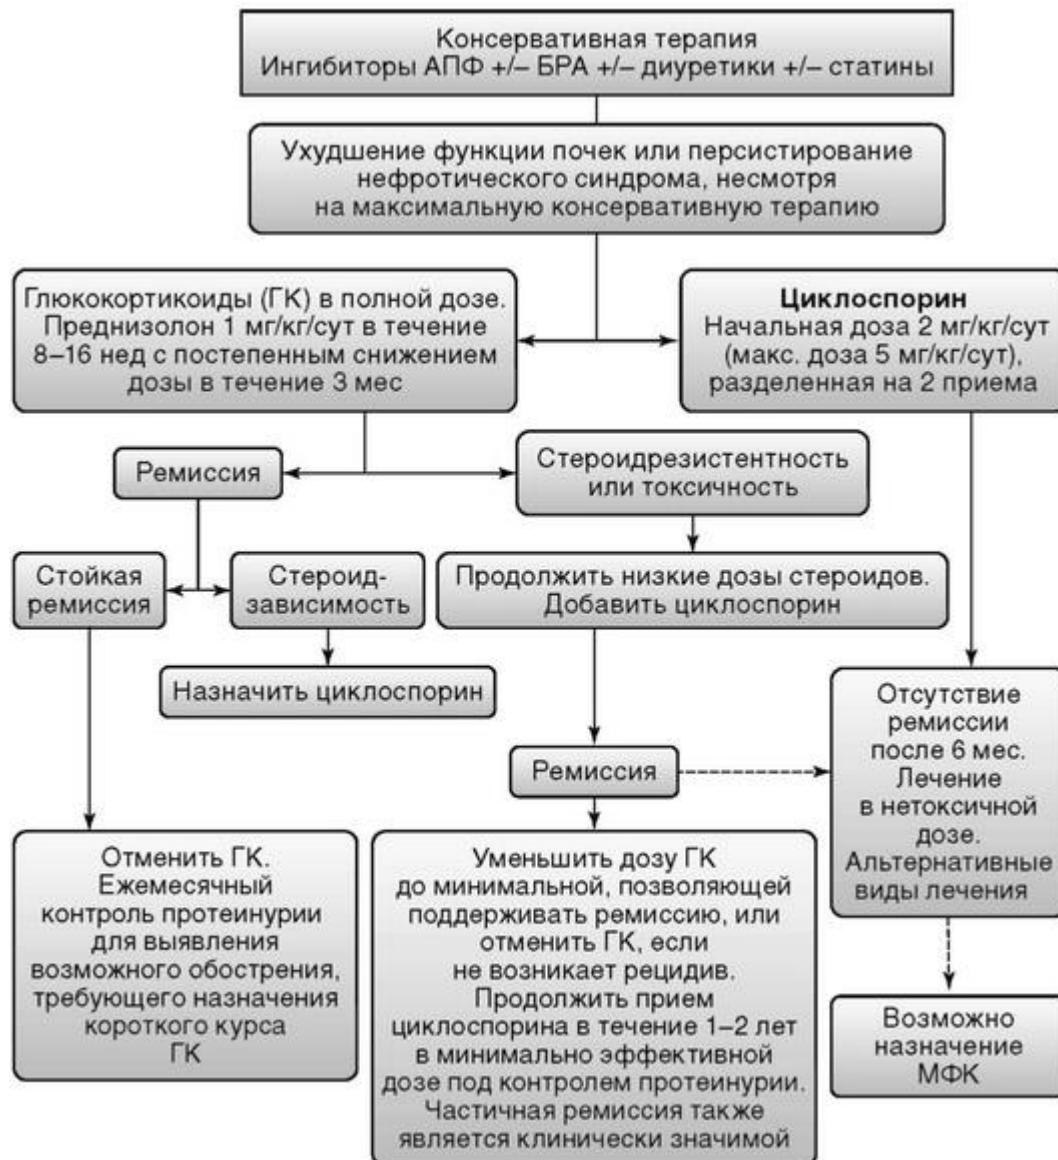 Консервативная терапия
Ингибиторы АПФ +/– БРА +/– диуретики +/– статины
Ухудшение функции почек или персистирование
нефротического синдрома, несмотря
на максимальную консервативную терапию
Глюкокортикоиды (ГК) в полной дозе.
Преднизолон 1 мг/кг/сут в течение
8–16 нед с постепенным снижением
дозы в течение 3 мес
Циклоспорин
Начальная доза 2 мг/кг/сут
(макс. доза 5 мг/кг/сут),
разделенная на 2 приема
Ремиссия
Стероидрезистентность
или токсичность
Стойкая
ремиссия
Стероид-
зависимость
Продолжить низкие дозы стероидов.
Добавить циклоспорин
Назначить циклоспорин
Ремиссия
Отсутствие
ремиссии
после 6 мес.
Лечение
в нетоксичной
дозе.
Альтернативные
виды лечения
Отменить ГК.
Ежемесячный
контроль протеинурии
для выявления
возможного обострения,
требующего назначения
короткого курса
ГК
Уменьшить дозу ГК
до минимальной, позволяющей
поддерживать ремиссию, или
отменить ГК, если
не возникает рецидив.
Продолжить прием
циклоспорина в течение 1–2 лет
в минимально эффективной
дозе под контролем протеинурии.
Частичная ремиссия также
является клинически значимой
Возможно
назначение
МФК